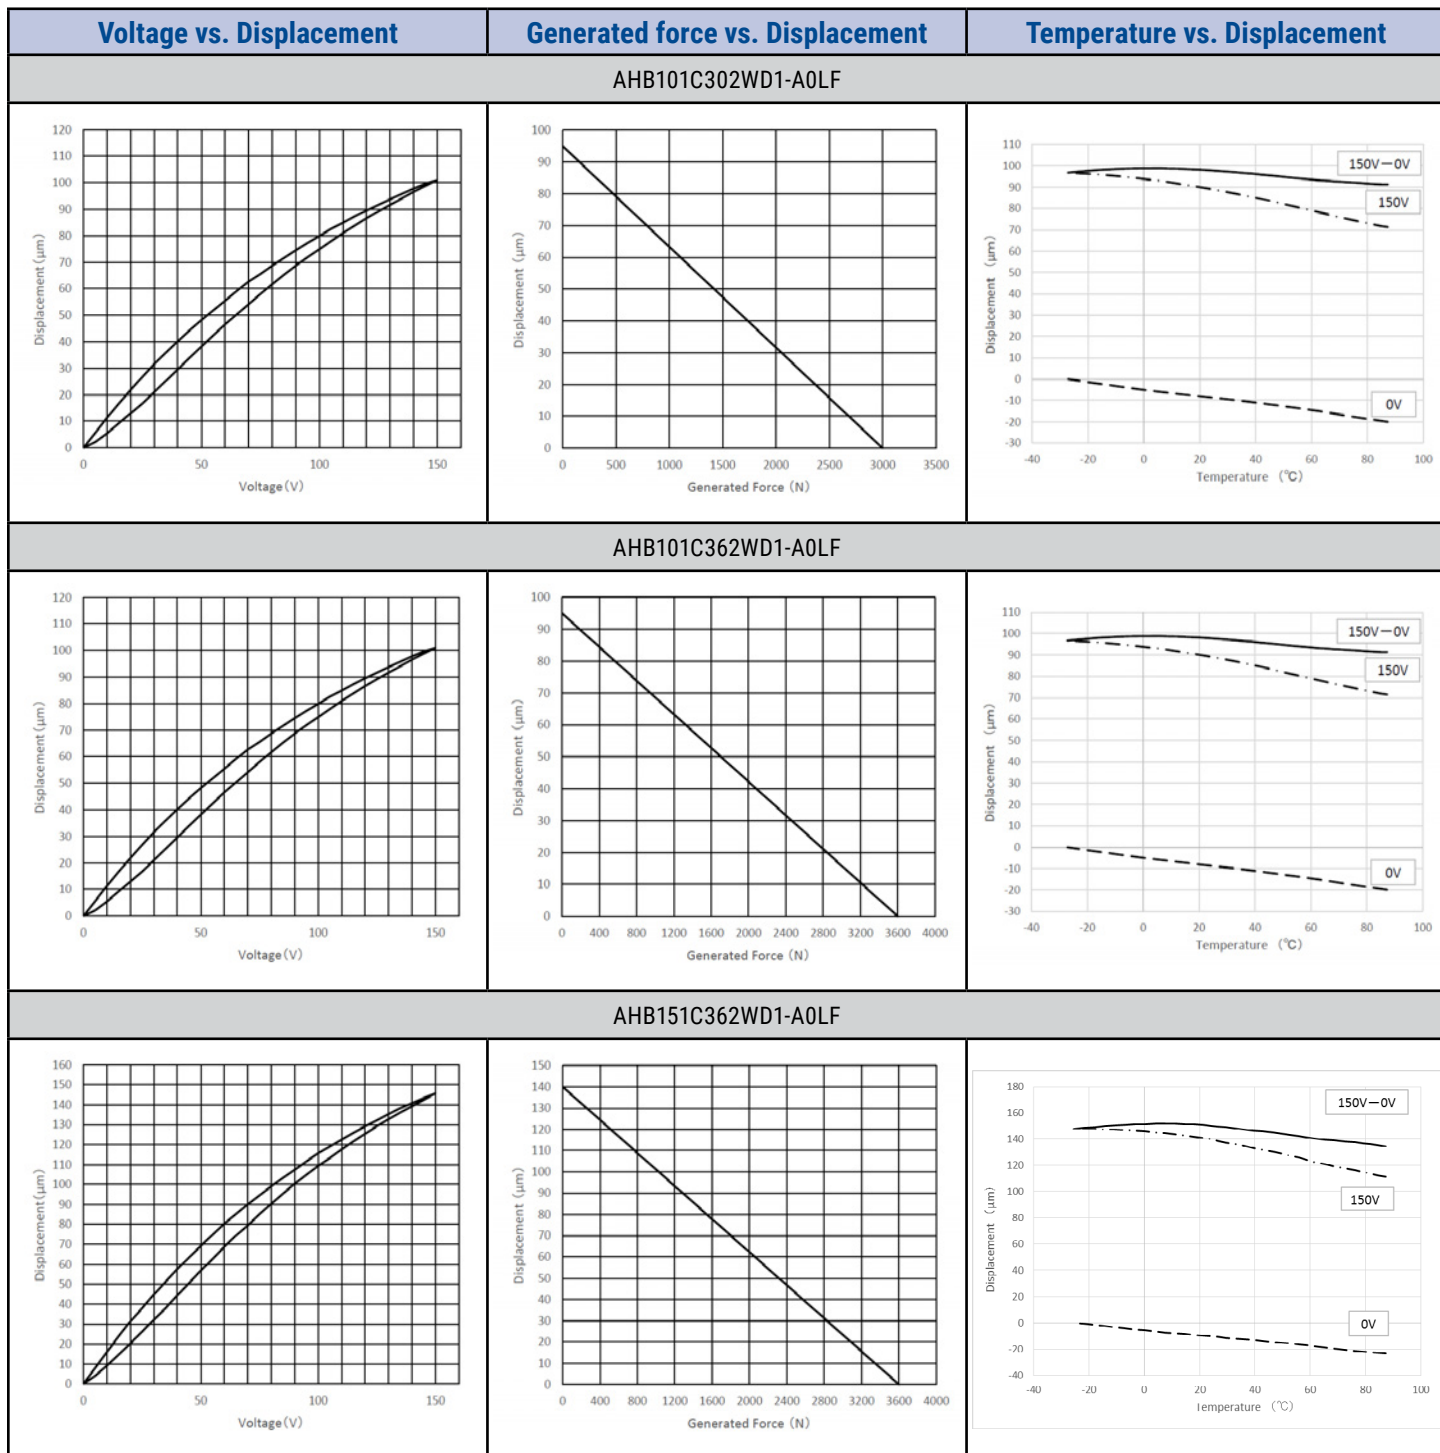 Voltage vs. Displacement
Generated force vs. Displacement
Temperature vs. Displacement
AHB101C302WD1-A0LF
120
110
100
90
80
70
60
50
40
30
20
10
0
Displacement(μm)
0 50 100 150
Voltage(V)
100
90
80
70
60
50
40
30
20
10
0
Displacement (μm)
0 500 1000 1500 2000 2500 3000 3500
Generated Force (N)
110
100
90
80
70
60
50
40
30
20
10
0
-10
-20
-30
Displacement (μm)
150V−0V
150V
0V
-40 -20 0 20 40 60 80 100
Temperature (℃)
AHB101C362WD1-A0LF
120
110
100
90
80
70
60
50
40
30
20
10
0
Displacement(μm)
0 50 100 150
Voltage(V)
100
90
80
70
60
50
40
30
20
10
0
Displacement (μm)
0 400 800 1200 1600 2000 2400 2800 3200 3600 4000
Generated Force (N)
110
100
90
80
70
60
50
40
30
20
10
0
-10
-20
-30
Displacement (μm)
150V−0V
150V
0V
-40 -20 0 20 40 60 80 100
Temperature (℃)
AHB151C362WD1-A0LF
160
150
140
130
120
110
100
90
80
70
60
50
40
30
20
10
0
Displacement(μm)
0 50 100 150
Voltage(V)
150
140
130
120
110
100
90
80
70
60
50
40
30
20
10
0
Displacement (μm)
0 400 800 1200 1600 2000 2400 2800 3200 3600 4000
Generated Force (N)
180
160
140
120
100
80
60
40
20
0
-20
-40
Displacement (μm)
150V−0V
150V
0V
-40 -20 0 20 40 60 80 100
Temperature (℃)